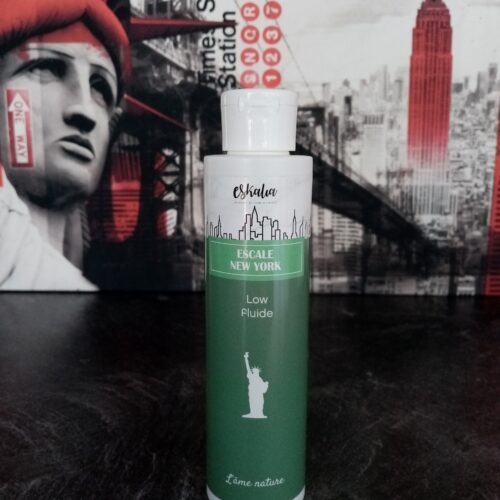 Times S
Station
S N Q R
1 2 3 7
ONE WAY
eskalia
ESCALE
NEW YORK
Low
Fluide
L'âme nature